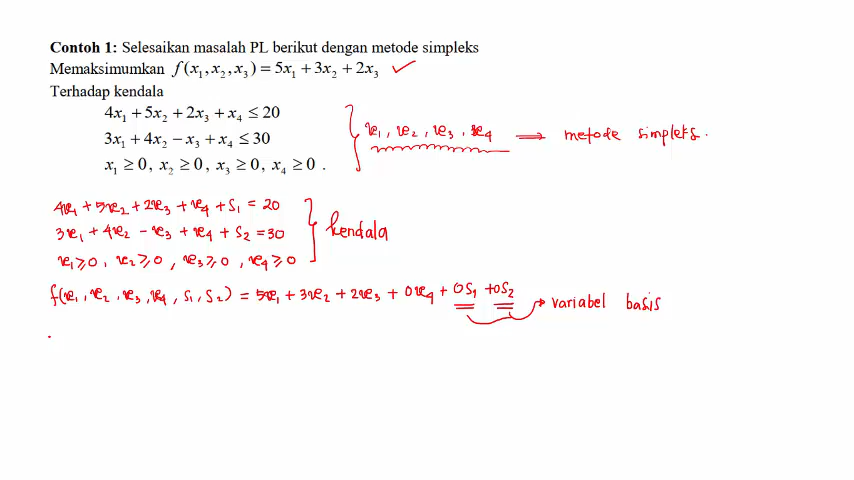 Contoh 1: Selesaikan masalah PL berikut dengan metode simpleks
Memaksimumkan f(x₁, x₂, x₃) = 5x₁ + 3x₂ + 2x₃ ✓
Terhadap kendala
4x₁ + 5x₂ + 2x₃ + x₄ ≤ 20
3x₁ + 4x₂ − x₃ + x₄ ≤ 30
x₁ ≥ 0, x₂ ≥ 0, x₃ ≥ 0, x₄ ≥ 0 .
x₁, x₂, x₃, x₄ ⟹ metode simpleks.
4x₁ + 5x₂ + 2x₃ + x₄ + S₁ = 20
3x₁ + 4x₂ − x₃ + x₄ + S₂ = 30
x₁ ≥ 0, x₂ ≥ 0, x₃ ≥ 0, x₄ ≥ 0
kendala
f(x₁, x₂, x₃, x₄, S₁, S₂) = 5x₁ + 3x₂ + 2x₃ + 0x₄ + 0S₁ + 0S₂ → variabel basis